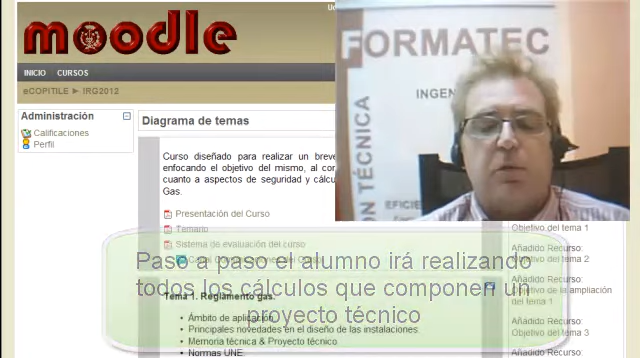 moodle
FORMATEC
INGEN
EFICIE
ÓN TÉCNICA
INICIO CURSOS
eCOPITILE ► IRG2012
Administración
Calificaciones
Perfil
Diagrama de temas
Curso diseñado para realizar un breve
enfocando el objetivo del mismo, al cor
cuanto a aspectos de seguridad y cálcu
Gas.
Presentación del Curso
Temario
Sistema de evaluación del curso
Paso a paso el alumno irá realizando
todos los cálculos que componen un
proyecto técnico
Tema 1. Reglamento gas.
Ámbito de aplicación.
Principales novedades en el diseño de las instalaciones.
Memoria técnica & Proyecto técnico.
Normas UNE.
Objetivo del tema 1
Añadido Recurso:
Objetivo del tema 2
Añadido Recurso:
Objetivo de la ampliación
del tema 1
Añadido Recurso:
Objetivo del tema 3
Añadido Recurso: